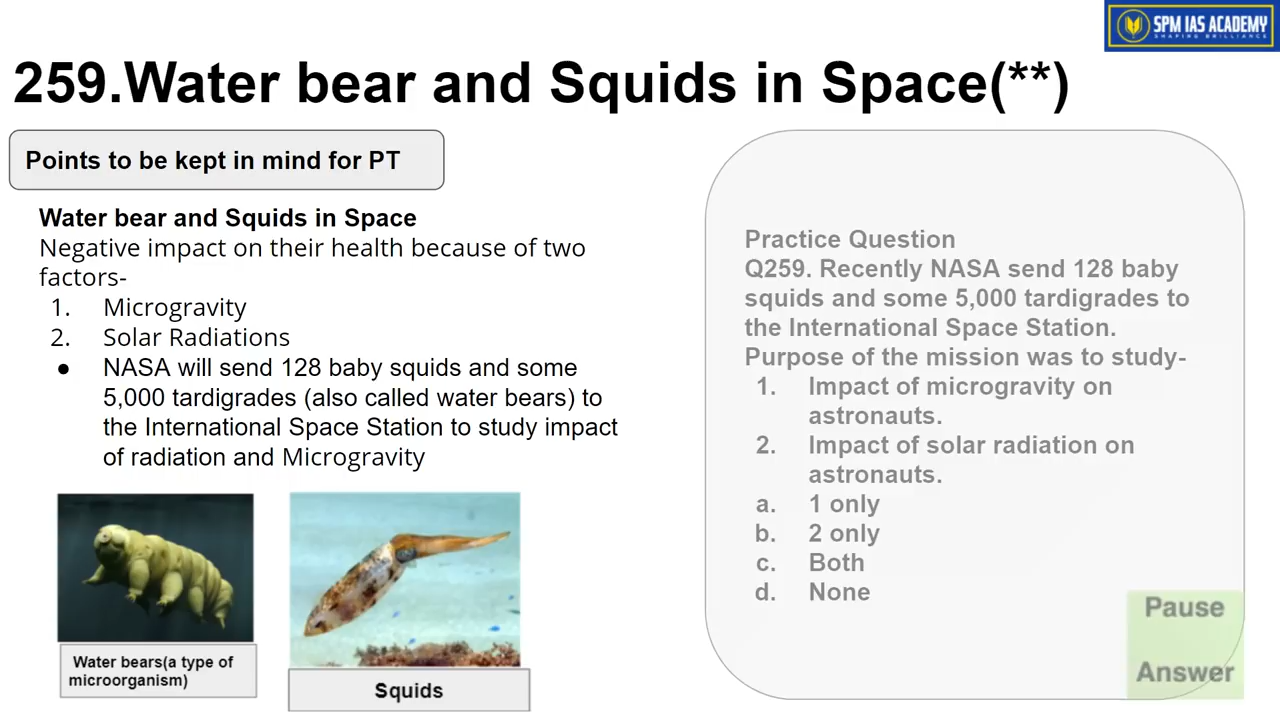 SPM IAS ACADEMY
SHAPING BRILLIANCE
259.Water bear and Squids in Space(**)
Points to be kept in mind for PT
Water bear and Squids in Space
Negative impact on their health because of two
factors-
1. Microgravity
2. Solar Radiations
● NASA will send 128 baby squids and some
5,000 tardigrades (also called water bears) to
the International Space Station to study impact
of radiation and Microgravity
Water bears(a type of
microorganism)
Squids
Practice Question
Q259. Recently NASA send 128 baby
squids and some 5,000 tardigrades to
the International Space Station.
Purpose of the mission was to study-
1. Impact of microgravity on
astronauts.
2. Impact of solar radiation on
astronauts.
a. 1 only
b. 2 only
c. Both
d. None
Pause
Answer